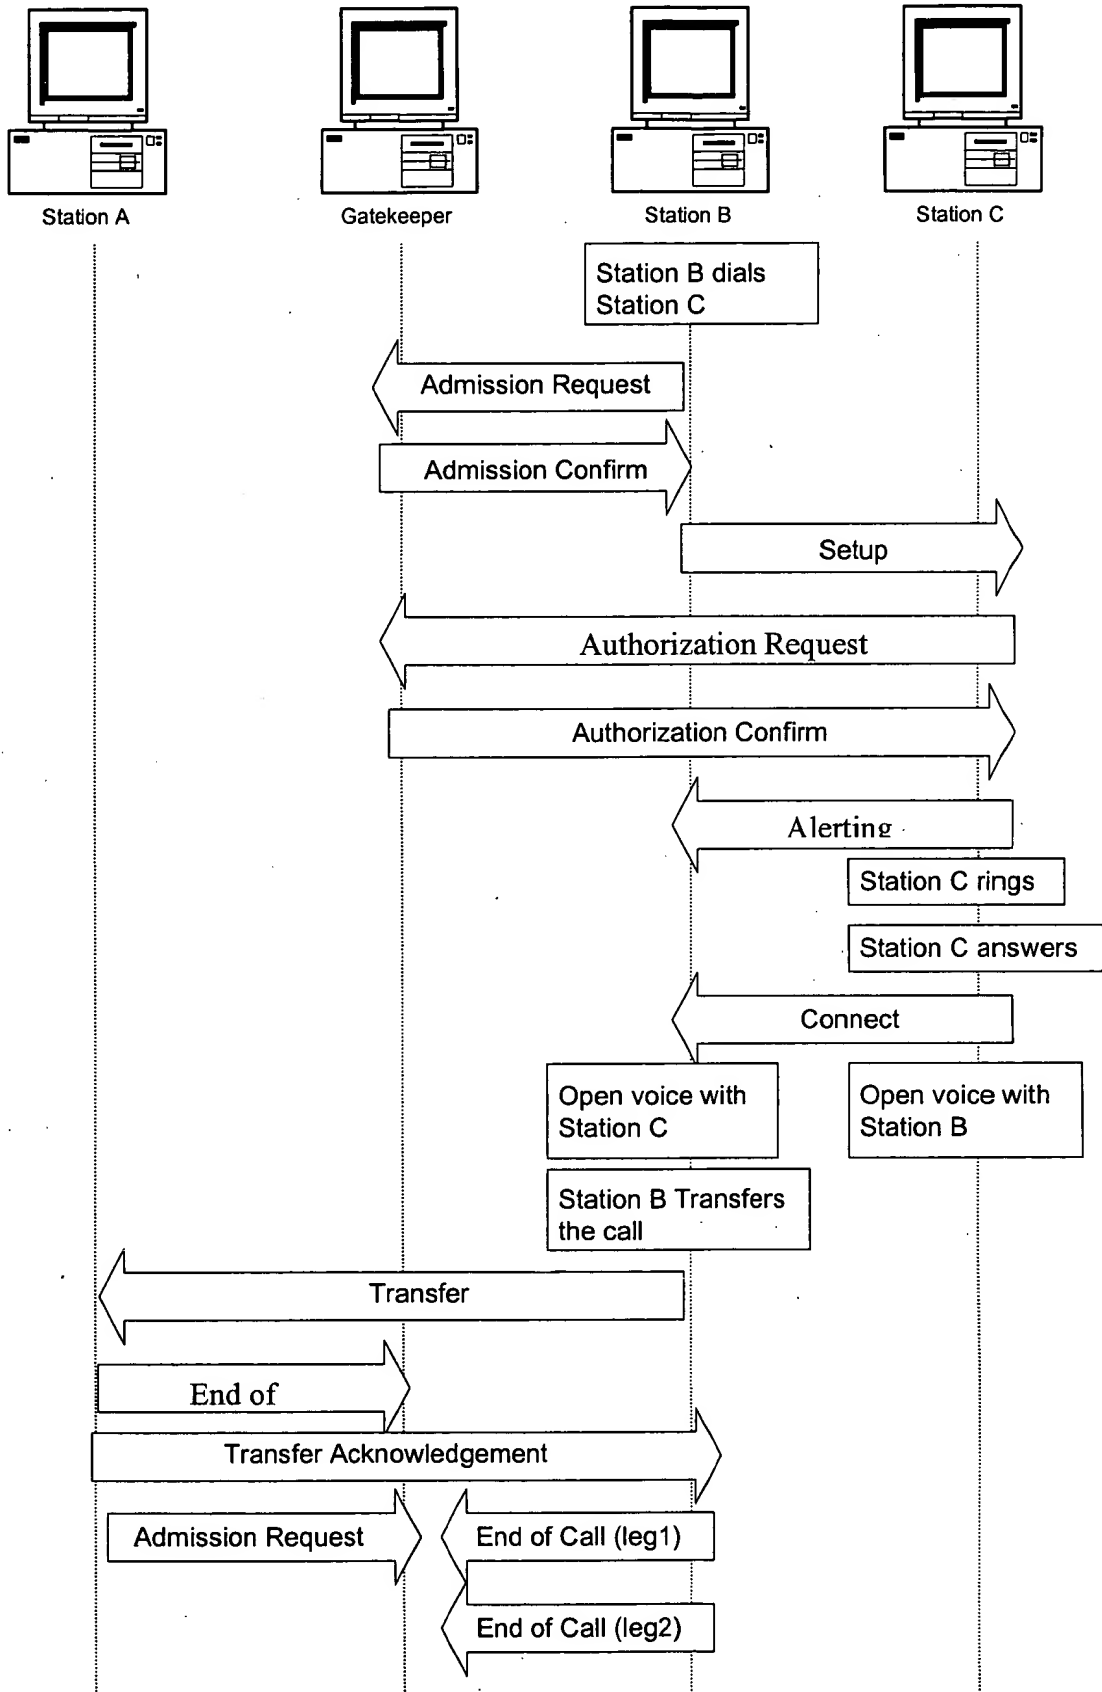 Station A
Gatekeeper
Station B
Station C
Station B dials
Station C
Admission Request
Admission Confirm
Setup
Authorization Request
Authorization Confirm
Alerting
Station C rings
Station C answers
Connect
Open voice with
Station C
Open voice with
Station B
Station B Transfers
the call
Transfer
End of
Transfer Acknowledgement
Admission Request
End of Call (leg1)
End of Call (leg2)